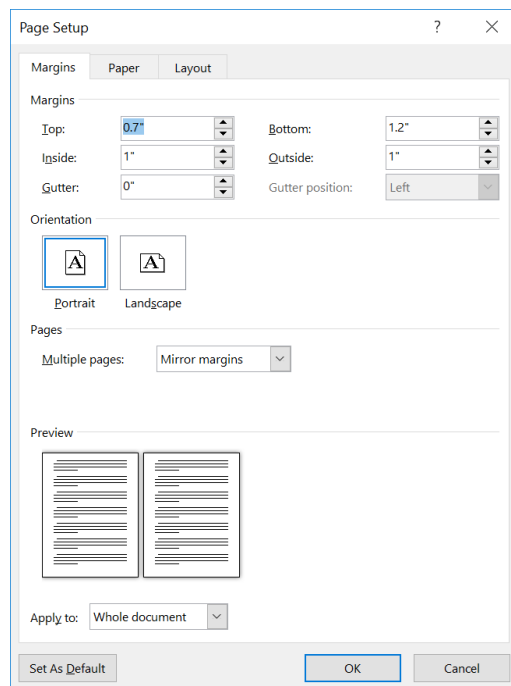 Page Setup ?
Margins Paper Layout
Margins
Top: 0.7" Bottom: 1.2"
Inside: 1" Outside: 1"
Gutter: 0" Gutter position: Left
Orientation
A A
Portrait Landscape
Pages
Multiple pages: Mirror margins
Preview
Apply to: Whole document
Set As Default OK Cancel